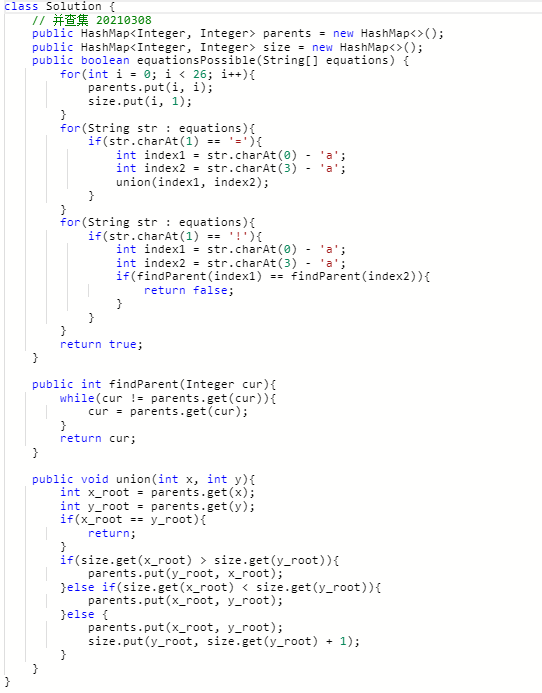 class Solution {
    // 并查集 20210308
    public HashMap<Integer, Integer> parents = new HashMap<>();
    public HashMap<Integer, Integer> size = new HashMap<>();
    public boolean equationsPossible(String[] equations) {
        for(int i = 0; i < 26; i++){
            parents.put(i, i);
            size.put(i, 1);
        }
        for(String str : equations){
            if(str.charAt(1) == '='){
                int index1 = str.charAt(0) - 'a';
                int index2 = str.charAt(3) - 'a';
                union(index1, index2);
            }
        }
        for(String str : equations){
            if(str.charAt(1) == '!'){
                int index1 = str.charAt(0) - 'a';
                int index2 = str.charAt(3) - 'a';
                if(findParent(index1) == findParent(index2)){
                    return false;
                }
            }
        }
        return true;
    }

    public int findParent(Integer cur){
        while(cur != parents.get(cur)){
            cur = parents.get(cur);
        }
        return cur;
    }

    public void union(int x, int y){
        int x_root = parents.get(x);
        int y_root = parents.get(y);
        if(x_root == y_root){
            return;
        }
        if(size.get(x_root) > size.get(y_root)){
            parents.put(y_root, x_root);
        }else if(size.get(x_root) < size.get(y_root)){
            parents.put(x_root, y_root);
        }else {
            parents.put(x_root, y_root);
            size.put(y_root, size.get(y_root) + 1);
        }
    }
}